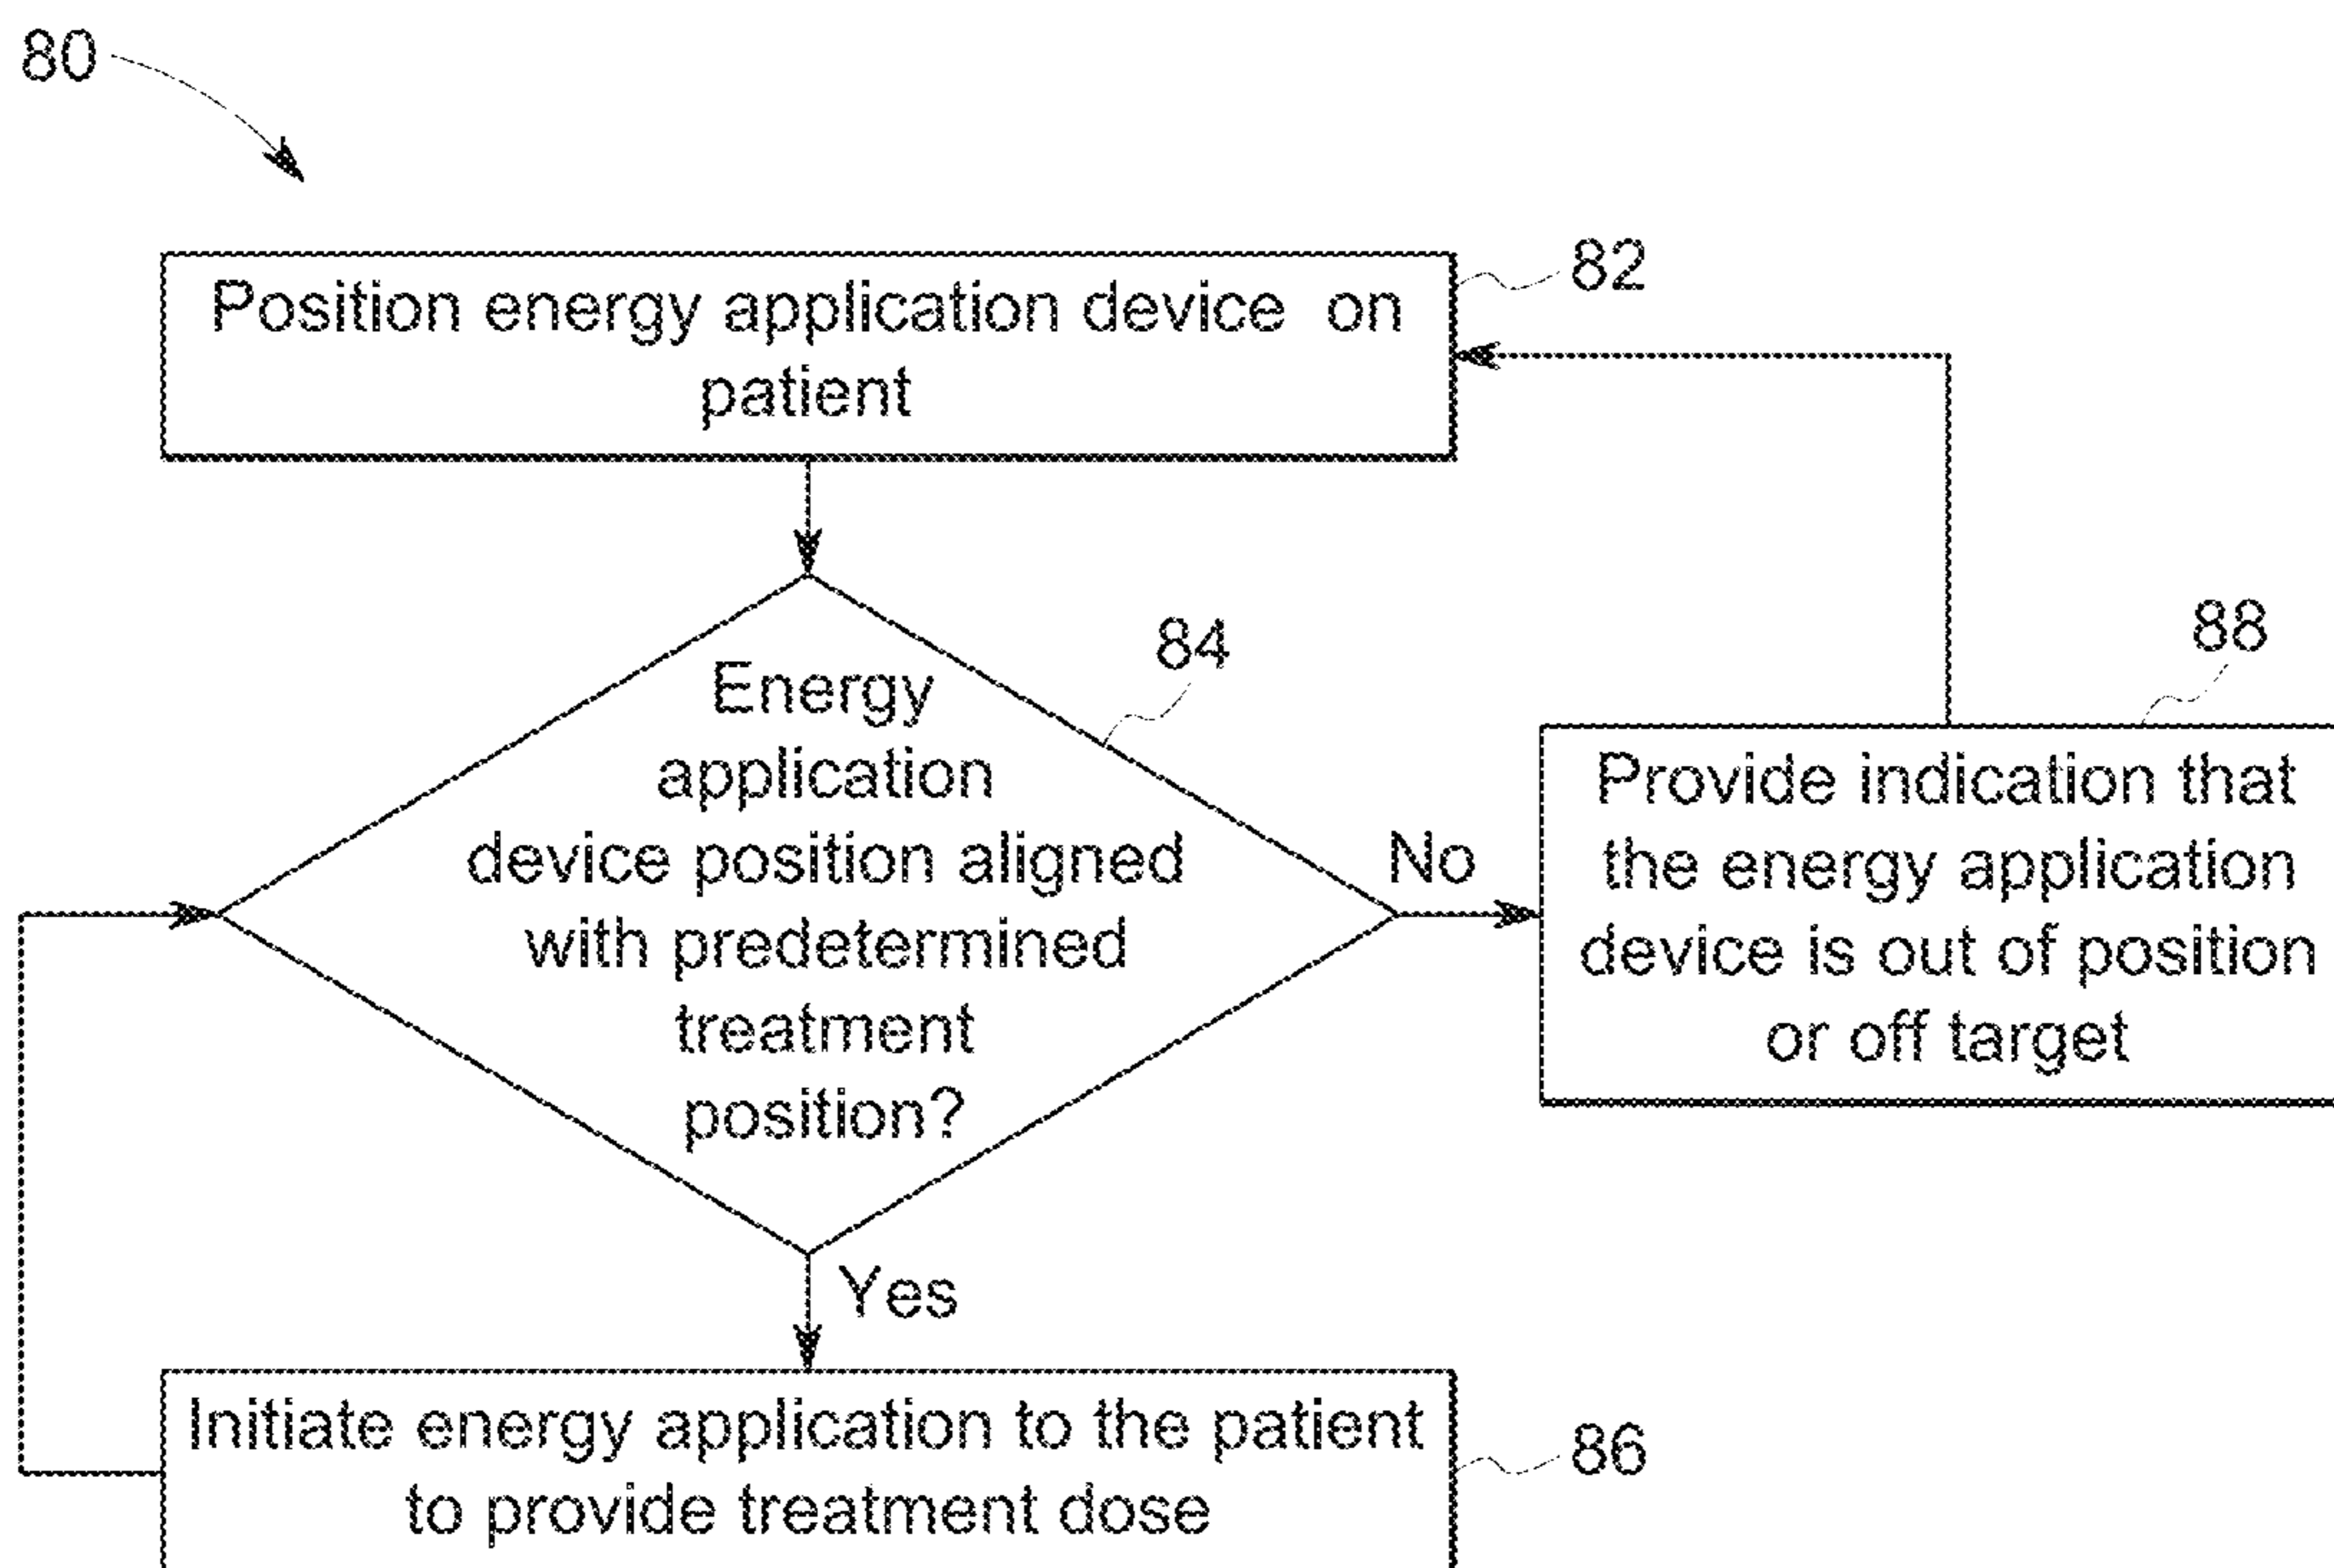 80
82
Position energy application device on
patient
84
Energy
application
device position aligned
with predetermined
treatment
position?
No
88
Provide indication that
the energy application
device is out of position
or off target
Yes
Initiate energy application to the patient
to provide treatment dose
86